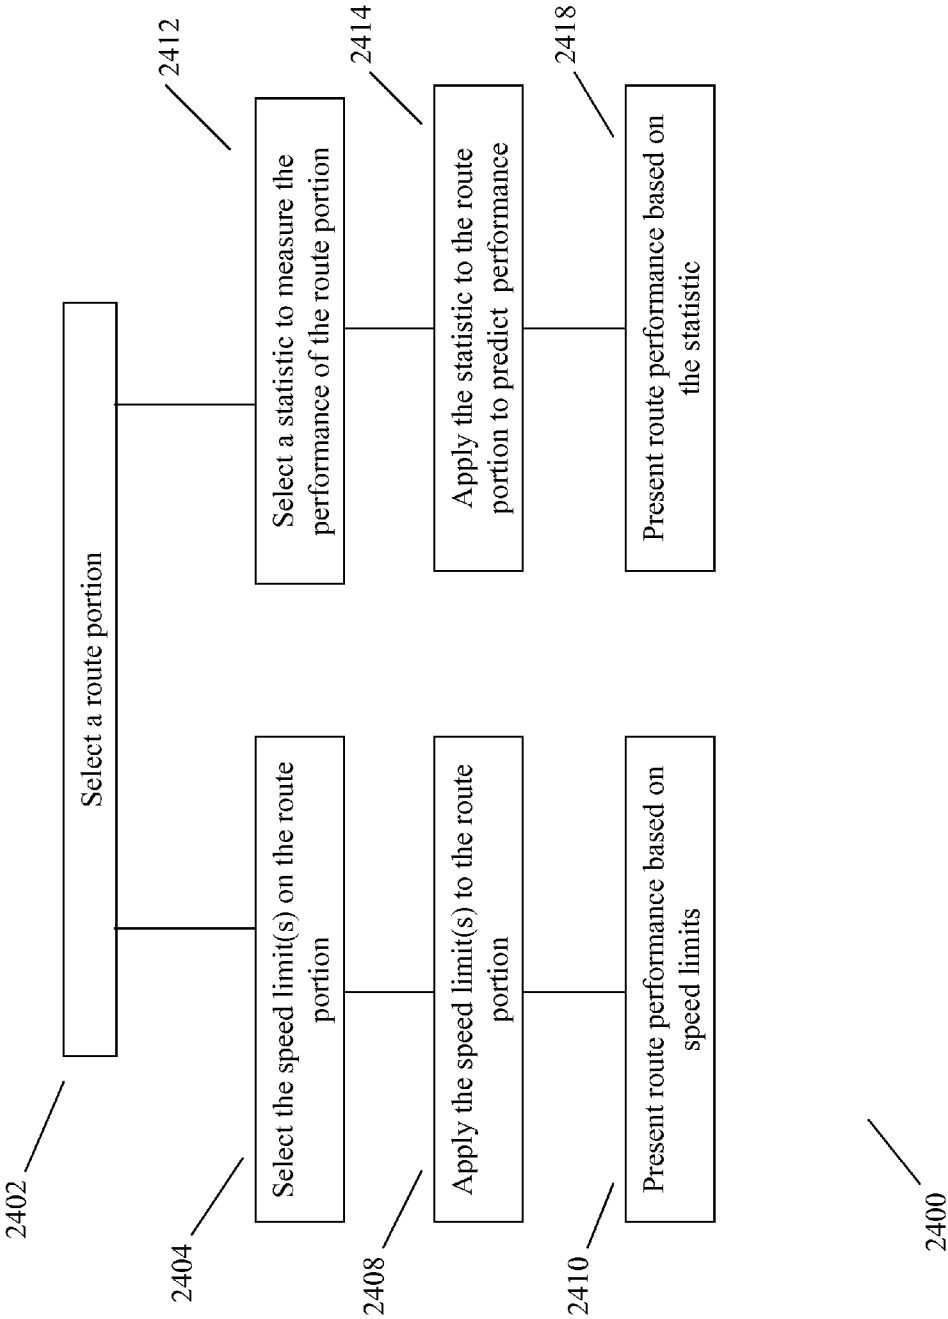 2402
Select a route portion
2404
Select the speed limit(s) on the route
portion
2412
Select a statistic to measure the
performance of the route portion
2408
Apply the speed limit(s) to the route
portion
2414
Apply the statistic to the route
portion to predict performance
2410
Present route performance based on
speed limits
2418
Present route performance based on
the statistic
2400